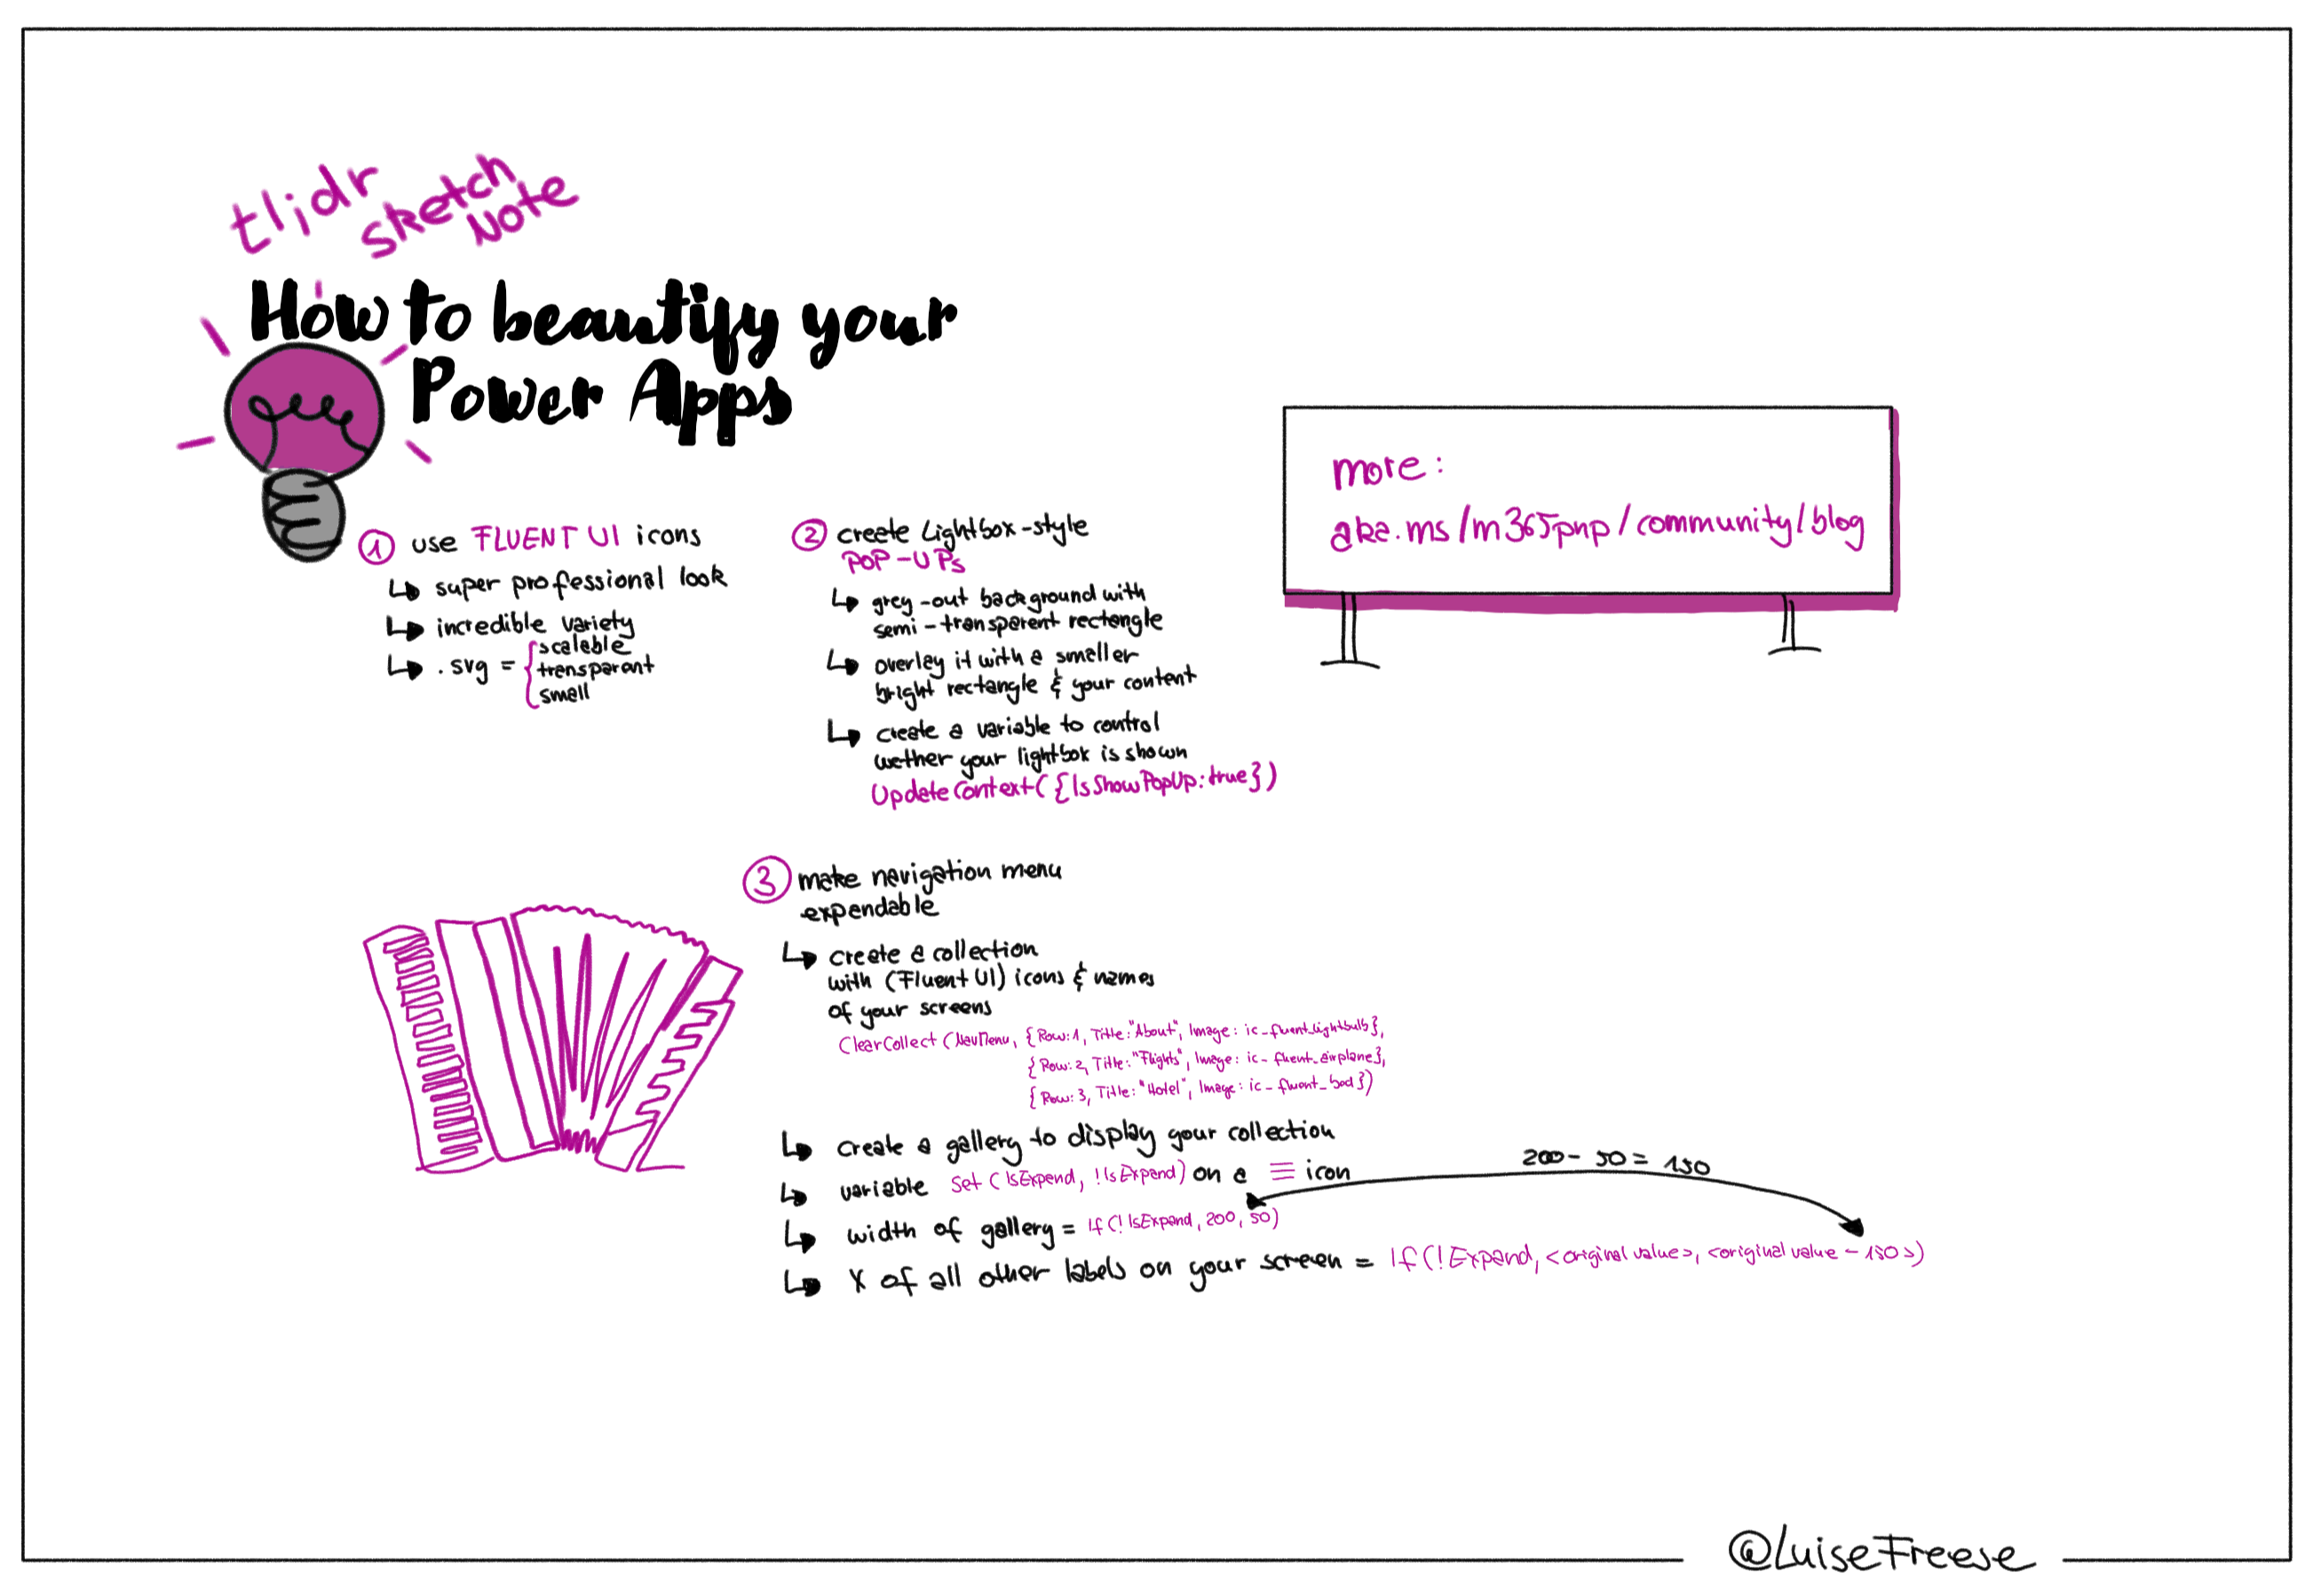 tl;dr
sketch
Note
How to beautify your
Power Apps
1 use FLUENT UI icons
super professional look
incredible variety
.svg = { scalable
transparent
small
2 create Lightbox-style
POP-UPs
grey-out background with
semi-transparent rectangle
overlay it with a smaller
bright rectangle & your content
create a variable to control
wether your lightbox is shown
UpdateContext({IsShowPopUp:true})
more:
aka.ms/m365pnp/community/blog
3 make navigation menu
expandable
create a collection
with (Fluent UI) icons & names
of your screens
ClearCollect (NavMenu, {Row:1, Title:"About", Image: ic_fluent_lightbulb},
{Row:2, Title:"Flights", Image: ic_fluent_airplane},
{Row:3, Title:"Hotel", Image: ic_fluent_bed})
create a gallery to display your collection
variable Set (IsExpand, !IsExpand) on a ≡ icon
200 - 50 = 150
width of gallery = If (!IsExpand, 200, 50)
X of all other labels on your screen = If (!Expand, <original value>, <original value - 150>)
@LuiseFreese